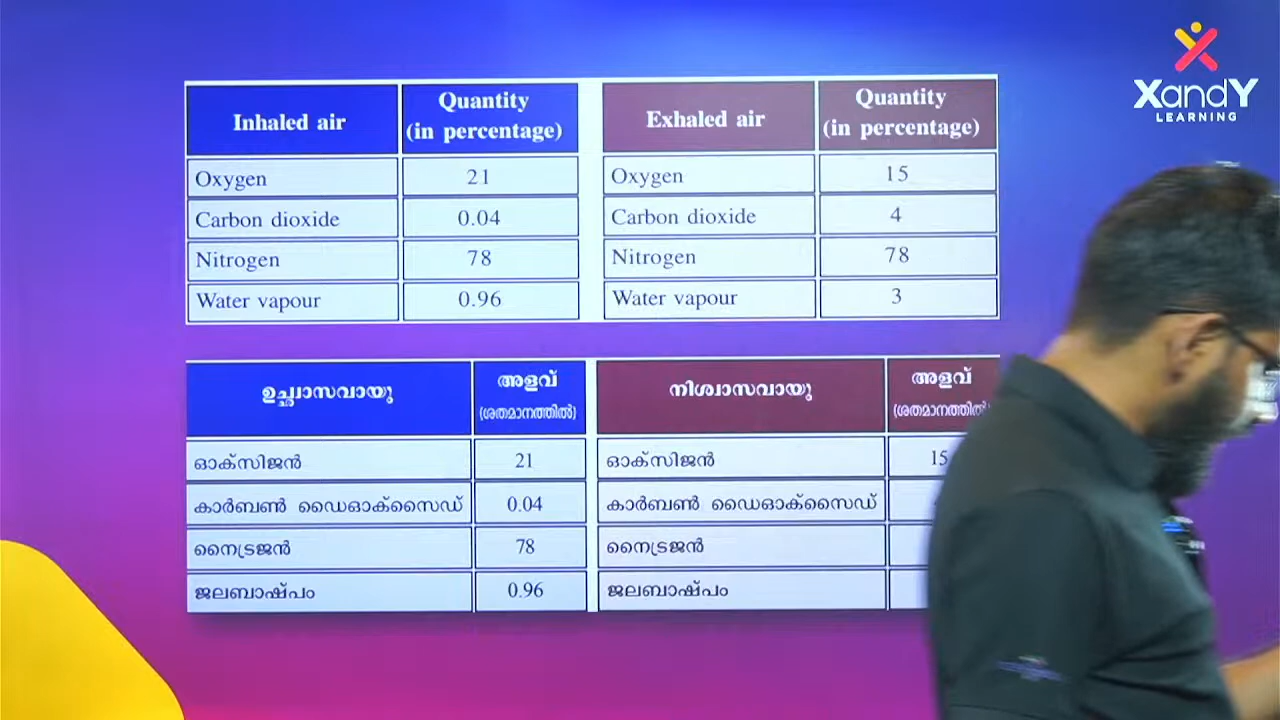 XandY
LEARNING
Inhaled air
Quantity
(in percentage)
Exhaled air
Quantity
(in percentage)
Oxygen 21 Oxygen 15
Carbon dioxide 0.04 Carbon dioxide 4
Nitrogen 78 Nitrogen 78
Water vapour 0.96 Water vapour 3
ഉച്ഛ്വാസവായു
അളവ്
(ശതമാനത്തിൽ)
നിശ്വാസവായു
അളവ്
(ശതമാനത്തിൽ)
ഓക്സിജൻ 21 ഓക്സിജൻ 15
കാർബൺ ഡൈഓക്സൈഡ് 0.04 കാർബൺ ഡൈഓക്സൈഡ്
നൈട്രജൻ 78 നൈട്രജൻ
ജലബാഷ്പം 0.96 ജലബാഷ്പം